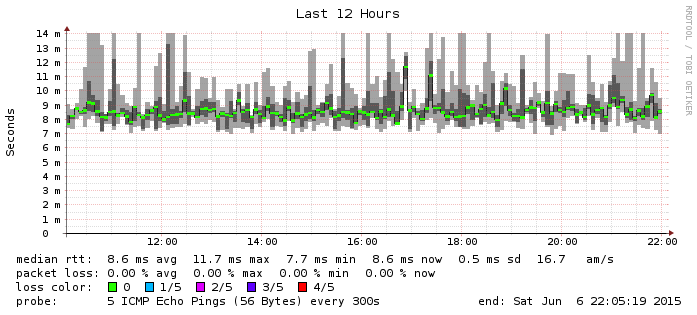 Last 12 Hours
RRDTOOL / TOBI OETIKER
Seconds
14 m
13 m
12 m
11 m
10 m
9 m
8 m
7 m
6 m
5 m
4 m
3 m
2 m
1 m
0
12:00 14:00 16:00 18:00 20:00 22:00
median rtt: 8.6 ms avg 11.7 ms max 7.7 ms min 8.6 ms now 0.5 ms sd 16.7 am/s
packet loss: 0.00 % avg 0.00 % max 0.00 % min 0.00 % now
loss color: 0 1/5 2/5 3/5 4/5
probe: 5 ICMP Echo Pings (56 Bytes) every 300s end: Sat Jun 6 22:05:19 2015